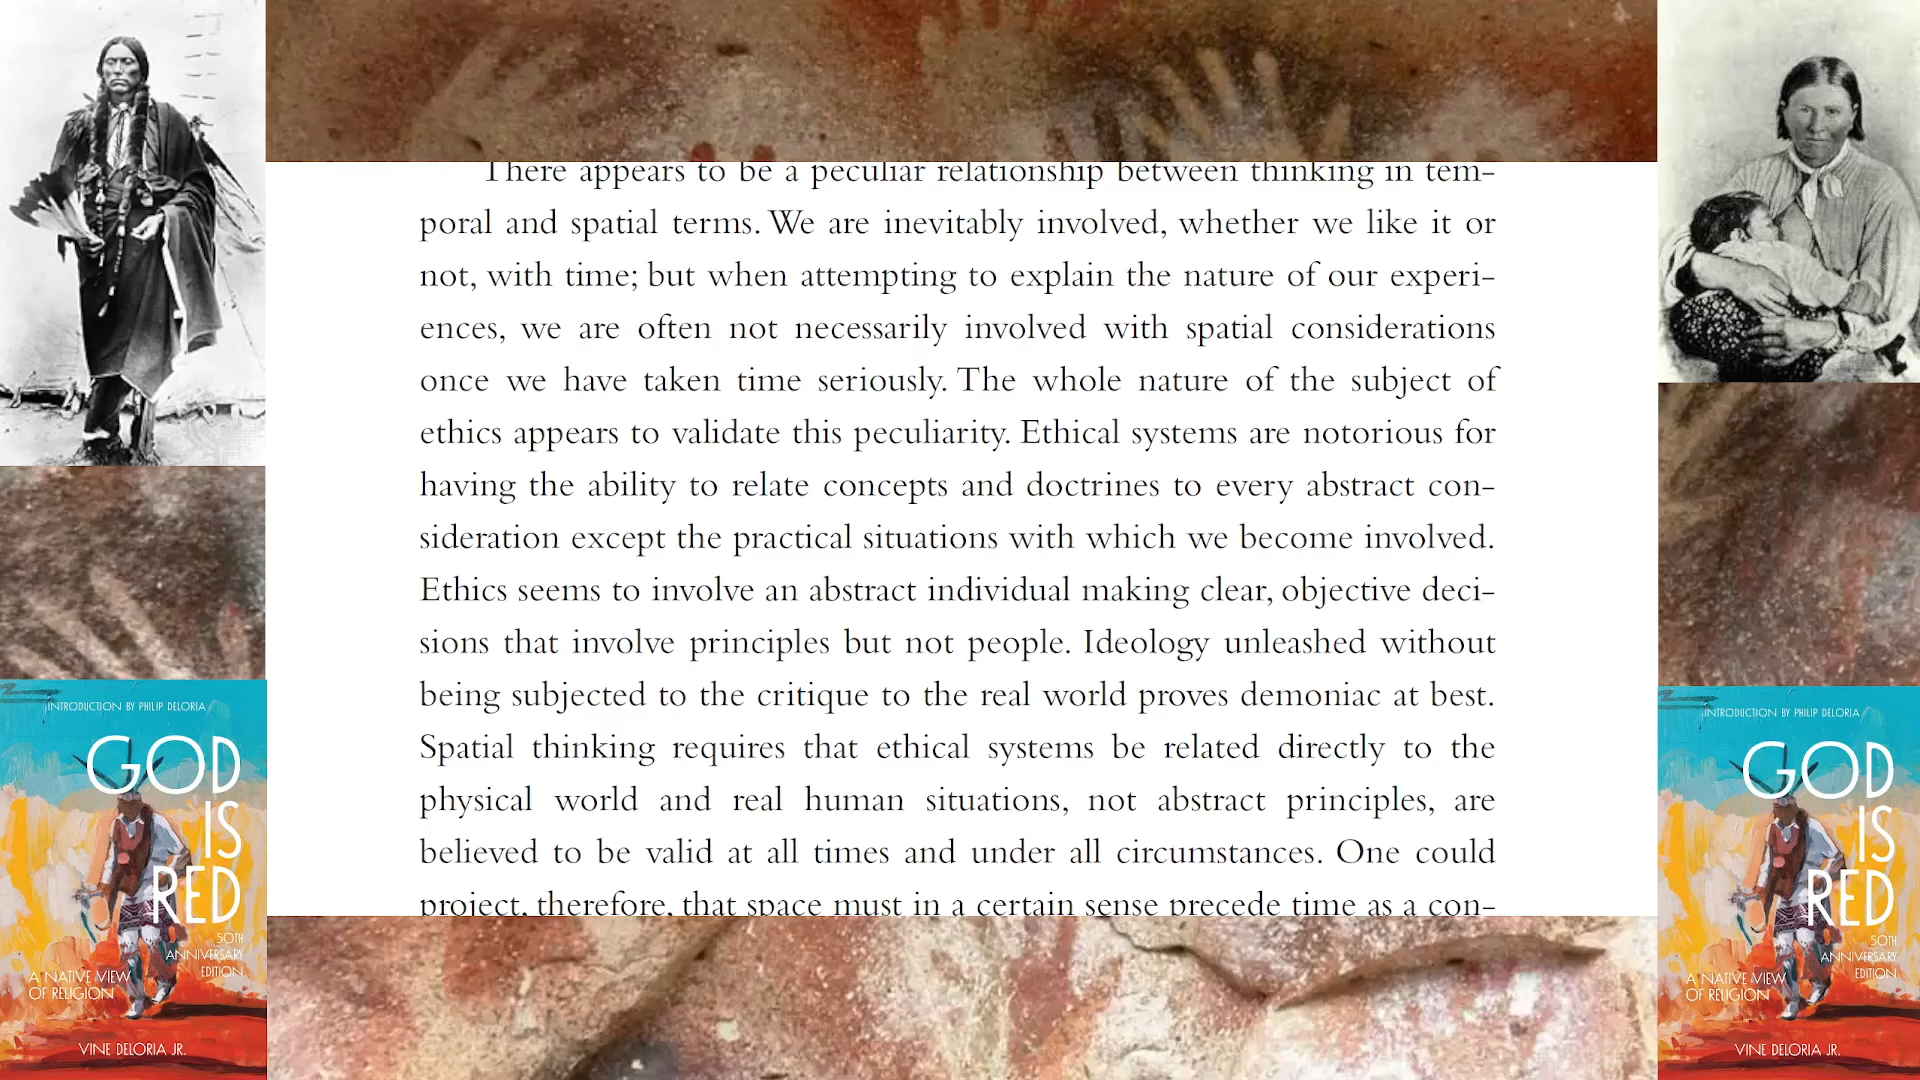 There appears to be a peculiar relationship between thinking in tem-
poral and spatial terms. We are inevitably involved, whether we like it or
not, with time; but when attempting to explain the nature of our experi-
ences, we are often not necessarily involved with spatial considerations
once we have taken time seriously. The whole nature of the subject of
ethics appears to validate this peculiarity. Ethical systems are notorious for
having the ability to relate concepts and doctrines to every abstract con-
sideration except the practical situations with which we become involved.
Ethics seems to involve an abstract individual making clear, objective deci-
sions that involve principles but not people. Ideology unleashed without
being subjected to the critique to the real world proves demoniac at best.
Spatial thinking requires that ethical systems be related directly to the
physical world and real human situations, not abstract principles, are
believed to be valid at all times and under all circumstances. One could
project, therefore, that space must in a certain sense precede time as a con-
INTRODUCTION BY PHILIP DELORIA
GOD
IS
RED
50TH
ANNIVERSARY
EDITION
A NATIVE VIEW
OF RELIGION
VINE DELORIA JR.
INTRODUCTION BY PHILIP DELORIA
GOD
IS
RED
50TH
ANNIVERSARY
EDITION
A NATIVE VIEW
OF RELIGION
VINE DELORIA JR.